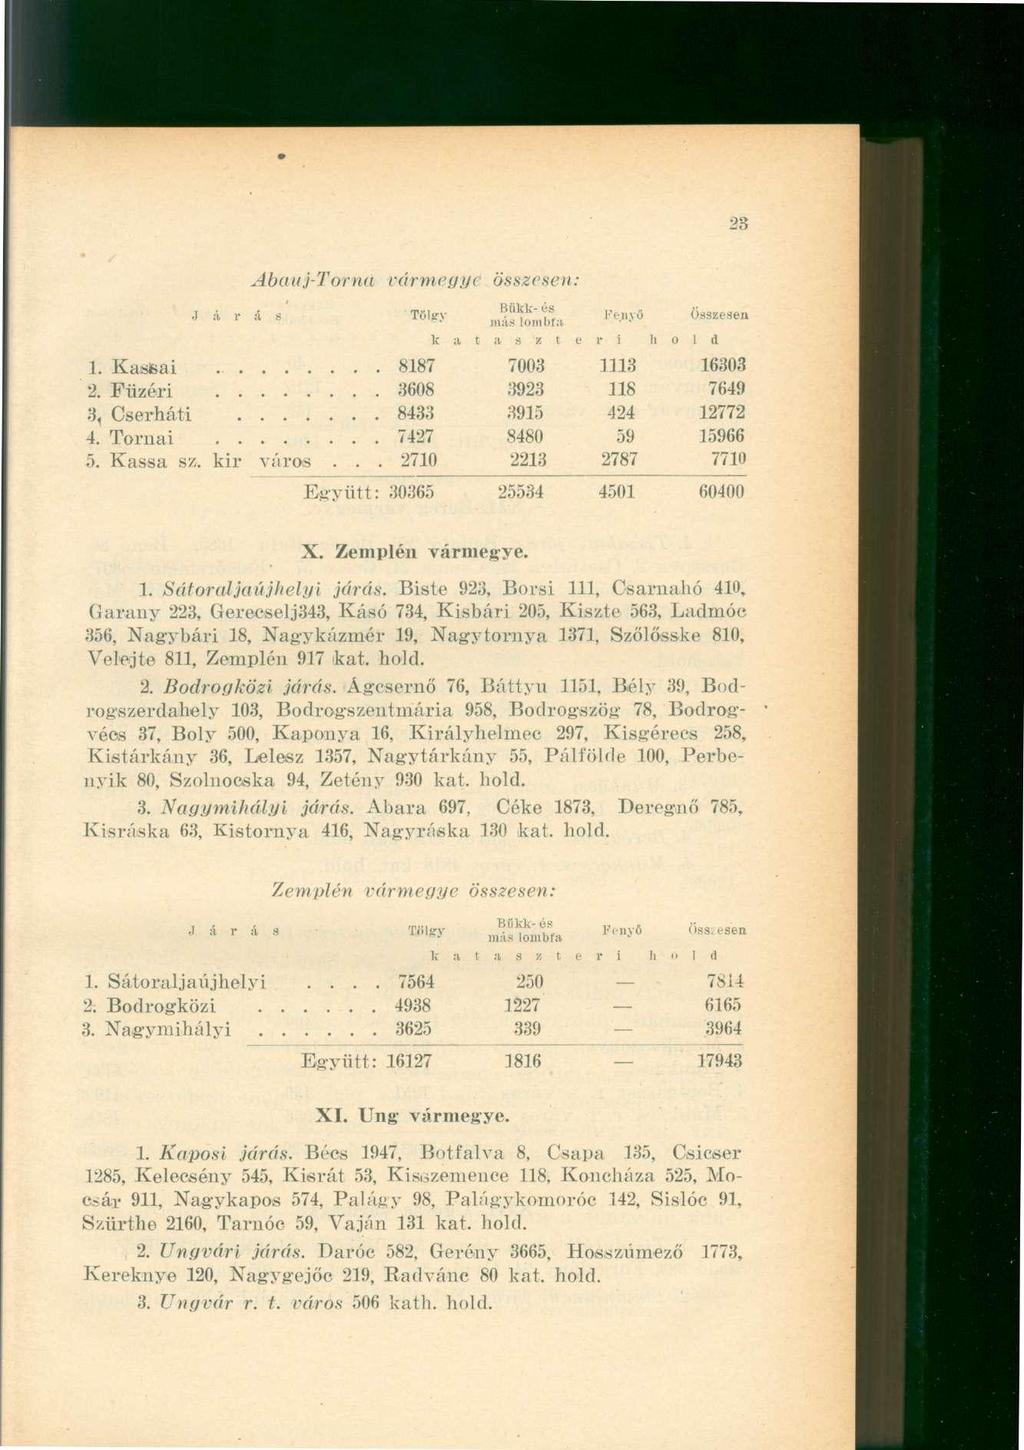 23
Abauj-Torna vármegye összesen:
Járás Tölgy Bükk- és más lombfa Fenyő Összesen
kataszteri hold
1. Kassai ........ 8187 7003 1113 16303
2. Füzéri ........ 3608 3923 118 7649
3. Cserháti ....... 8433 3915 424 12772
4. Tornai ........ 7427 8480 59 15966
5. Kassa sz. kir város ... 2710 2213 2787 7710
Együtt: 30365 25534 4501 60400
X. Zemplén vármegye.
1. Sátoraljaújhelyi járás. Biste 923, Borsi 111, Csarnahó 410,
Garany 223, Gerecselj343, Kásó 734, Kisbári 205, Kiszte 563, Ladmóc
356, Nagybári 18, Nagykázmér 19, Nagytornya 1371, Szőlősske 810,
Velejte 811, Zemplén 917 kat. hold.
2. Bodrogközi járás. Ágcsernő 76, Báttyu 1151, Bély 39, Bod-
rogszerdahely 103, Bodrogszentmária 958, Bodrogszög 78, Bodrog-
vécs 37, Boly 500, Kaponya 16, Királyhelmec 297, Kisgérecs 258,
Kistárkány 36, Lelesz 1357, Nagytárkány 55, Pálfölde 100, Perbe-
nyik 80, Szolnocska 94, Zetény 930 kat. hold.
3. Nagymihályi járás. Abara 697, Céke 1873, Deregnő 785,
Kisráska 63, Kistornya 416, Nagyráska 130 kat. hold.
Zemplén vármegye összesen:
Járás Tölgy Bükk- és más lombfa Fenyő Összesen
kataszteri hold
1. Sátoraljaújhelyi .... 7564 250 — 7814
2. Bodrogközi ...... 4938 1227 — 6165
3. Nagymihályi ...... 3625 339 — 3964
Együtt: 16127 1816 — 17943
XI. Ung vármegye.
1. Kaposi járás. Bécs 1947, Botfalva 8, Csapa 135, Csicser
1285, Kelecsény 545, Kisrát 53, Kisszemence 118, Koncháza 525, Mo-
csár 911, Nagykapos 574, Palágy 98, Palágykomoróc 142, Sislóc 91,
Szürthe 2160, Tarnóc 59, Vaján 131 kat. hold.
2. Ungvári járás. Daróc 582, Gerény 3665, Hosszúmező 1773,
Kereknye 120, Nagygejőc 219, Radvánc 80 kat. hold.
3. Ungvár r. t. város 506 kath. hold.